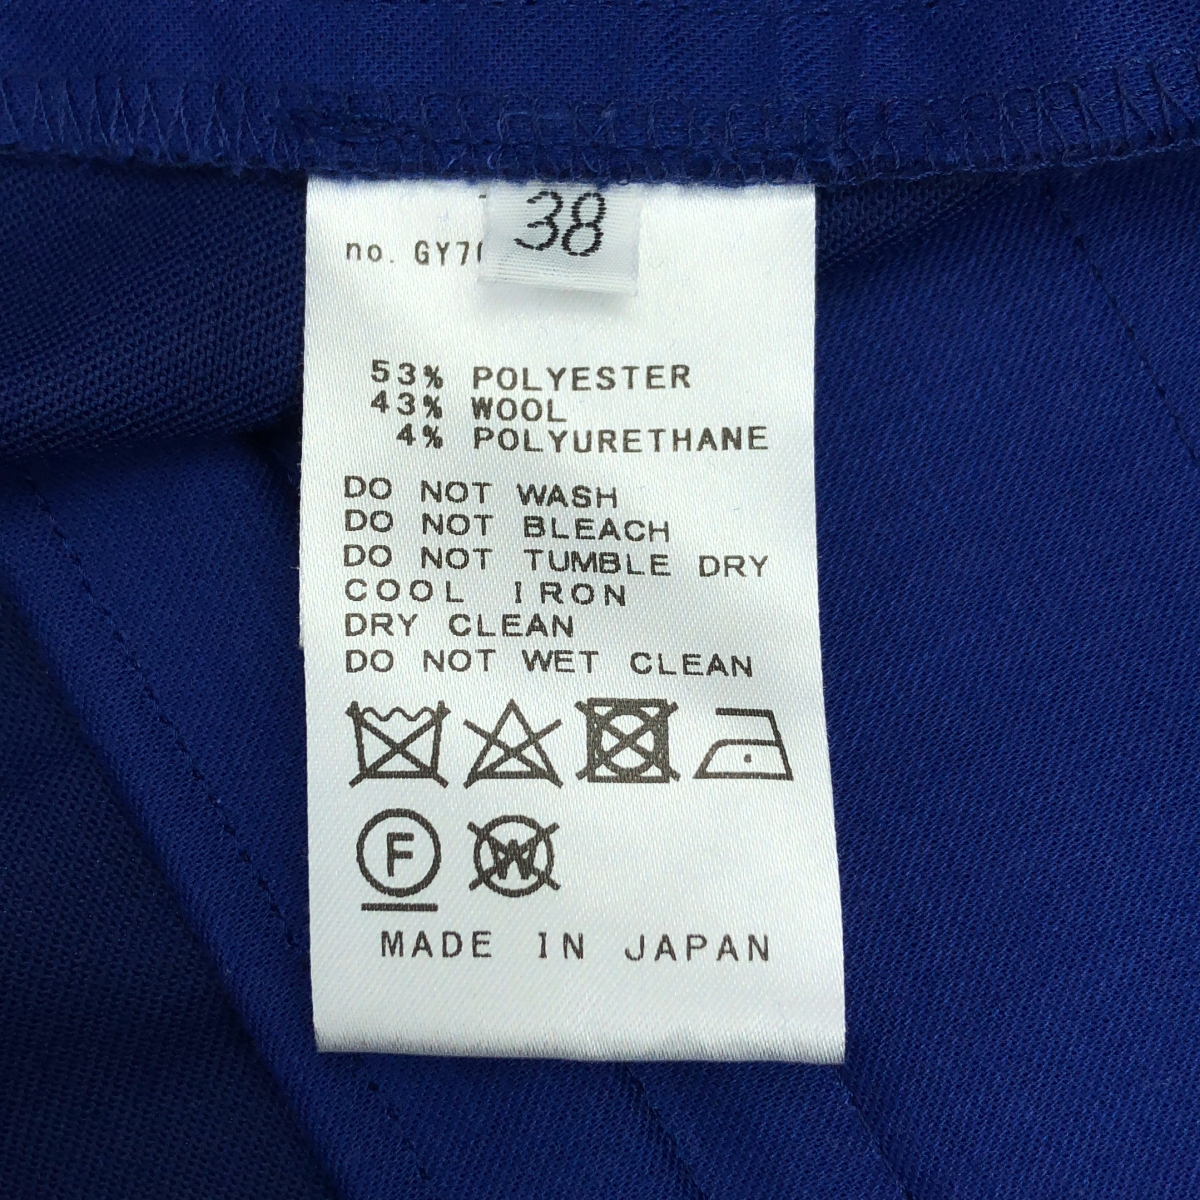 38
no. GY7
53% POLYESTER
43% WOOL
4% POLYURETHANE
DO NOT WASH
DO NOT BLEACH
DO NOT TUMBLE DRY
COOL IRON
DRY CLEAN
DO NOT WET CLEAN
F W
MADE IN JAPAN